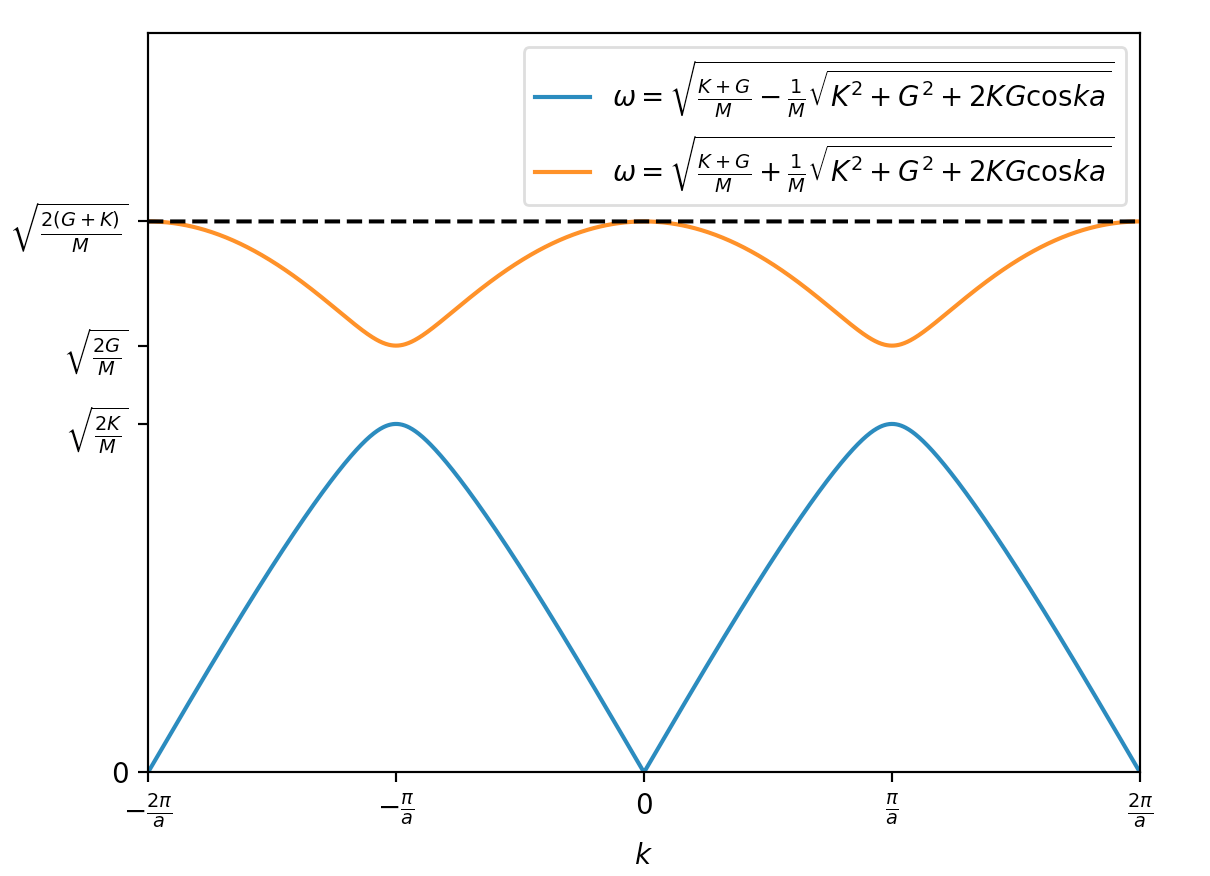 ω = √((K+G)/M − (1/M)√(K² + G² + 2KGcoska))
ω = √((K+G)/M + (1/M)√(K² + G² + 2KGcoska))
√(2(G+K)/M)
√(2G/M)
√(2K/M)
0
−2π/a −π/a 0 π/a 2π/a
k